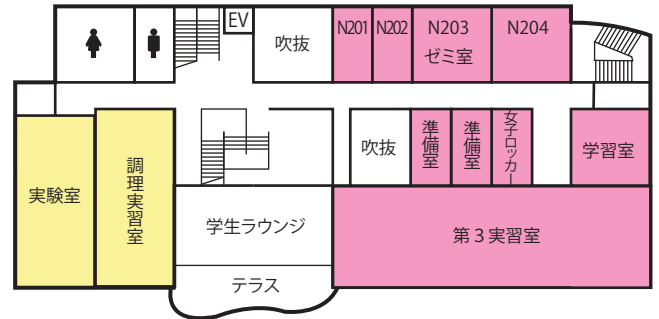 EV
吹抜
N201
N202
N203
ゼミ室
N204
吹抜
準備室
準備室
女子ロッカー
学習室
実験室
調理実習室
学生ラウンジ
第3実習室
テラス